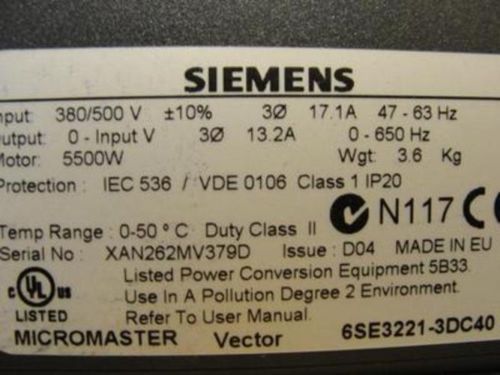 SIEMENS
nput: 380/500 V ±10% 3Ø 17.1A 47 - 63 Hz
Output: 0 - Input V 3Ø 13.2A 0 - 650 Hz
Motor: 5500W Wgt: 3.6 Kg
Protection : IEC 536 / VDE 0106 Class 1 IP20
Temp Range : 0-50 ° C Duty Class II N117 C€
Serial No : XAN262MV379D Issue : D04 MADE IN EU
Listed Power Conversion Equipment 5B33.
c UL us Use In A Pollution Degree 2 Environment.
LISTED Refer To User Manual.
MICROMASTER Vector 6SE3221-3DC40